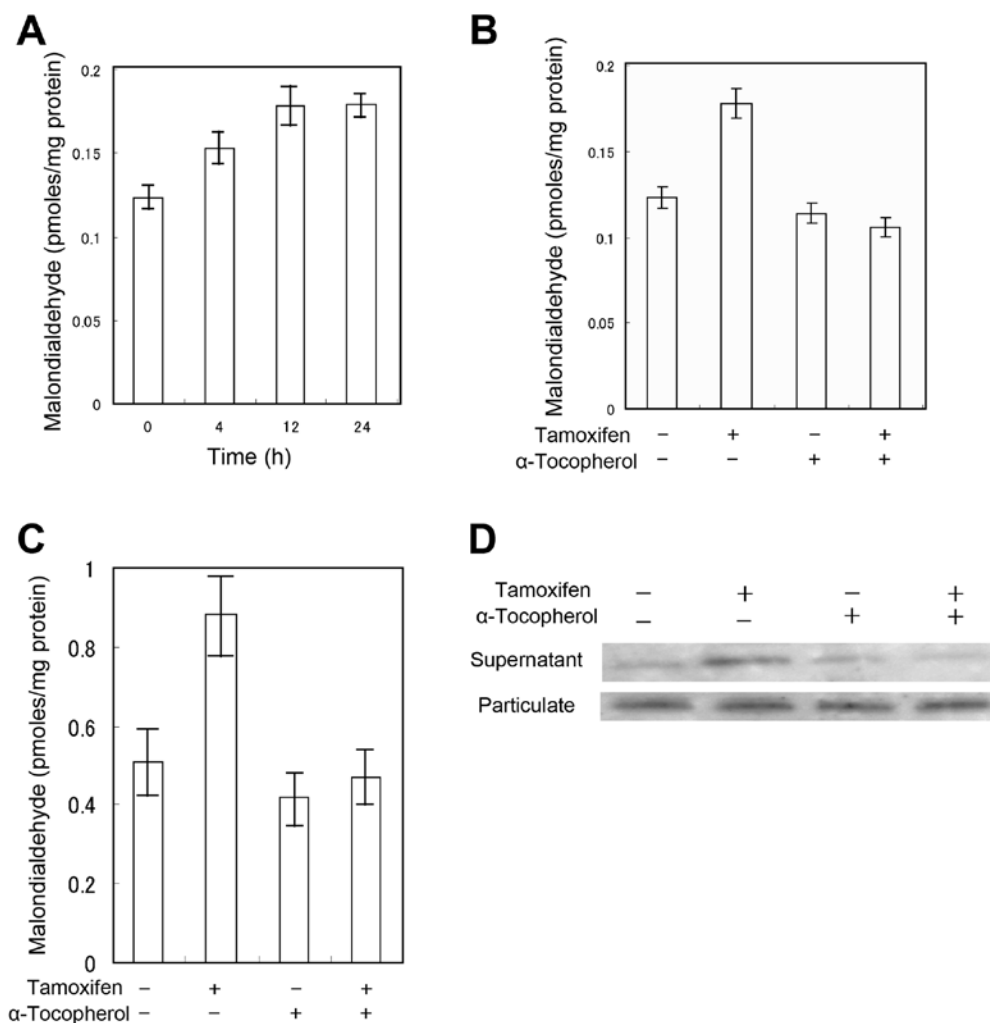 A
Malondialdehyde (pmoles/mg protein)
0.2
0.15
0.1
0.05
0
0 4 12 24
Time (h)
B
Malondialdehyde (pmoles/mg protein)
0.2
0.15
0.1
0.05
0
Tamoxifen − + − +
α-Tocopherol − − + +
C
Malondialdehyde (pmoles/mg protein)
1
0.8
0.6
0.4
0.2
0
Tamoxifen − + − +
α-Tocopherol − − + +
D
Tamoxifen − + − +
α-Tocopherol − − + +
Supernatant
Particulate